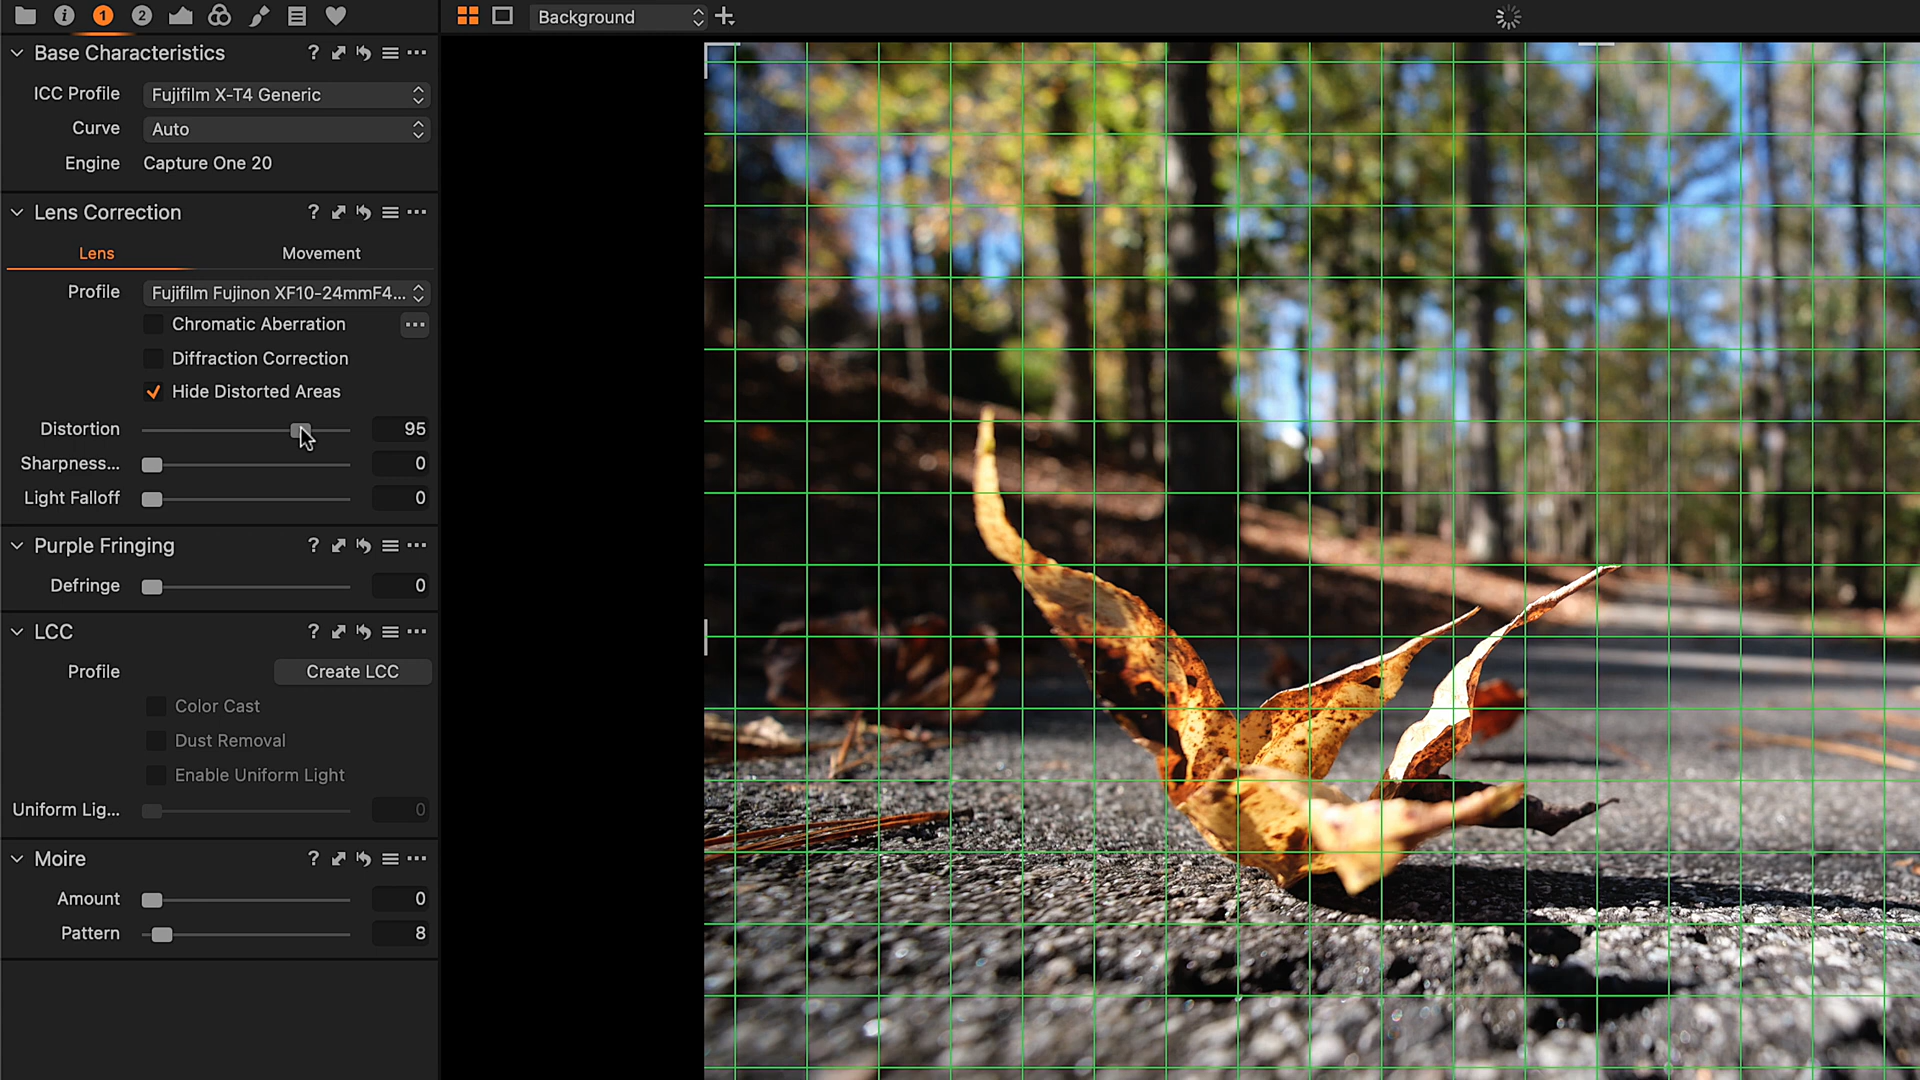 1
2
Background
Base Characteristics ?
ICC Profile Fujifilm X-T4 Generic
Curve Auto
Engine Capture One 20
Lens Correction ?
Lens Movement
Profile Fujifilm Fujinon XF10-24mmF4...
Chromatic Aberration
Diffraction Correction
Hide Distorted Areas
Distortion 95
Sharpness... 0
Light Falloff 0
Purple Fringing ?
Defringe 0
LCC ?
Profile Create LCC
Color Cast
Dust Removal
Enable Uniform Light
Uniform Lig... 0
Moire ?
Amount 0
Pattern 8